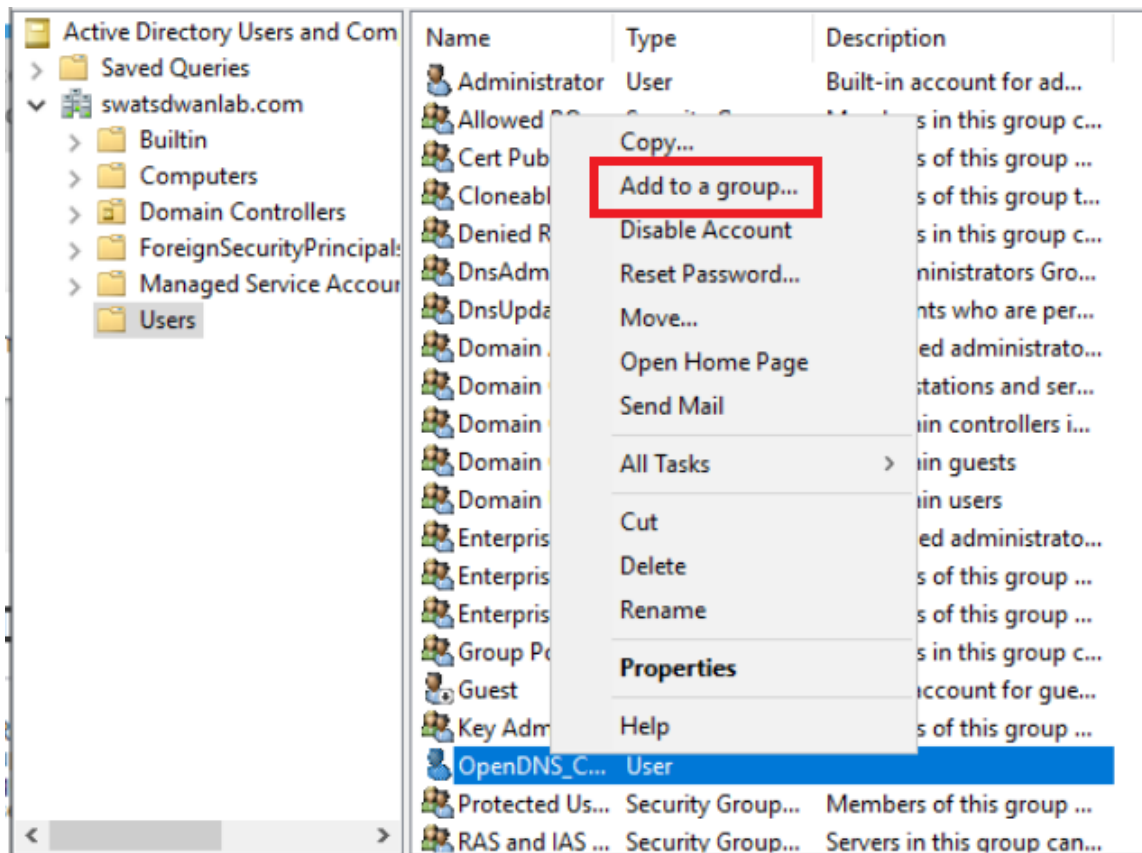 Active Directory Users and Com
Saved Queries
swatsdwanlab.com
Builtin
Computers
Domain Controllers
ForeignSecurityPrincipals
Managed Service Accour
Users
Name Type Description
Administrator User Built-in account for ad...
Allowed s in this group c...
Cert Pub s of this group ...
Cloneabl s of this group t...
Denied R s in this group c...
DnsAdm ministrators Gro...
DnsUpda nts who are per...
Domain ed administrato...
Domain stations and ser...
Domain in controllers i...
Domain in guests
Domain in users
Enterpris ed administrato...
Enterpris s of this group ...
Enterpris s of this group ...
Group Po s in this group c...
Guest account for gue...
Key Adm s of this group ...
OpenDNS_C... User
Protected Us... Security Group... Members of this group ...
RAS and IAS ... Security Group... Servers in this group can...
Copy...
Add to a group...
Disable Account
Reset Password...
Move...
Open Home Page
Send Mail
All Tasks
Cut
Delete
Rename
Properties
Help